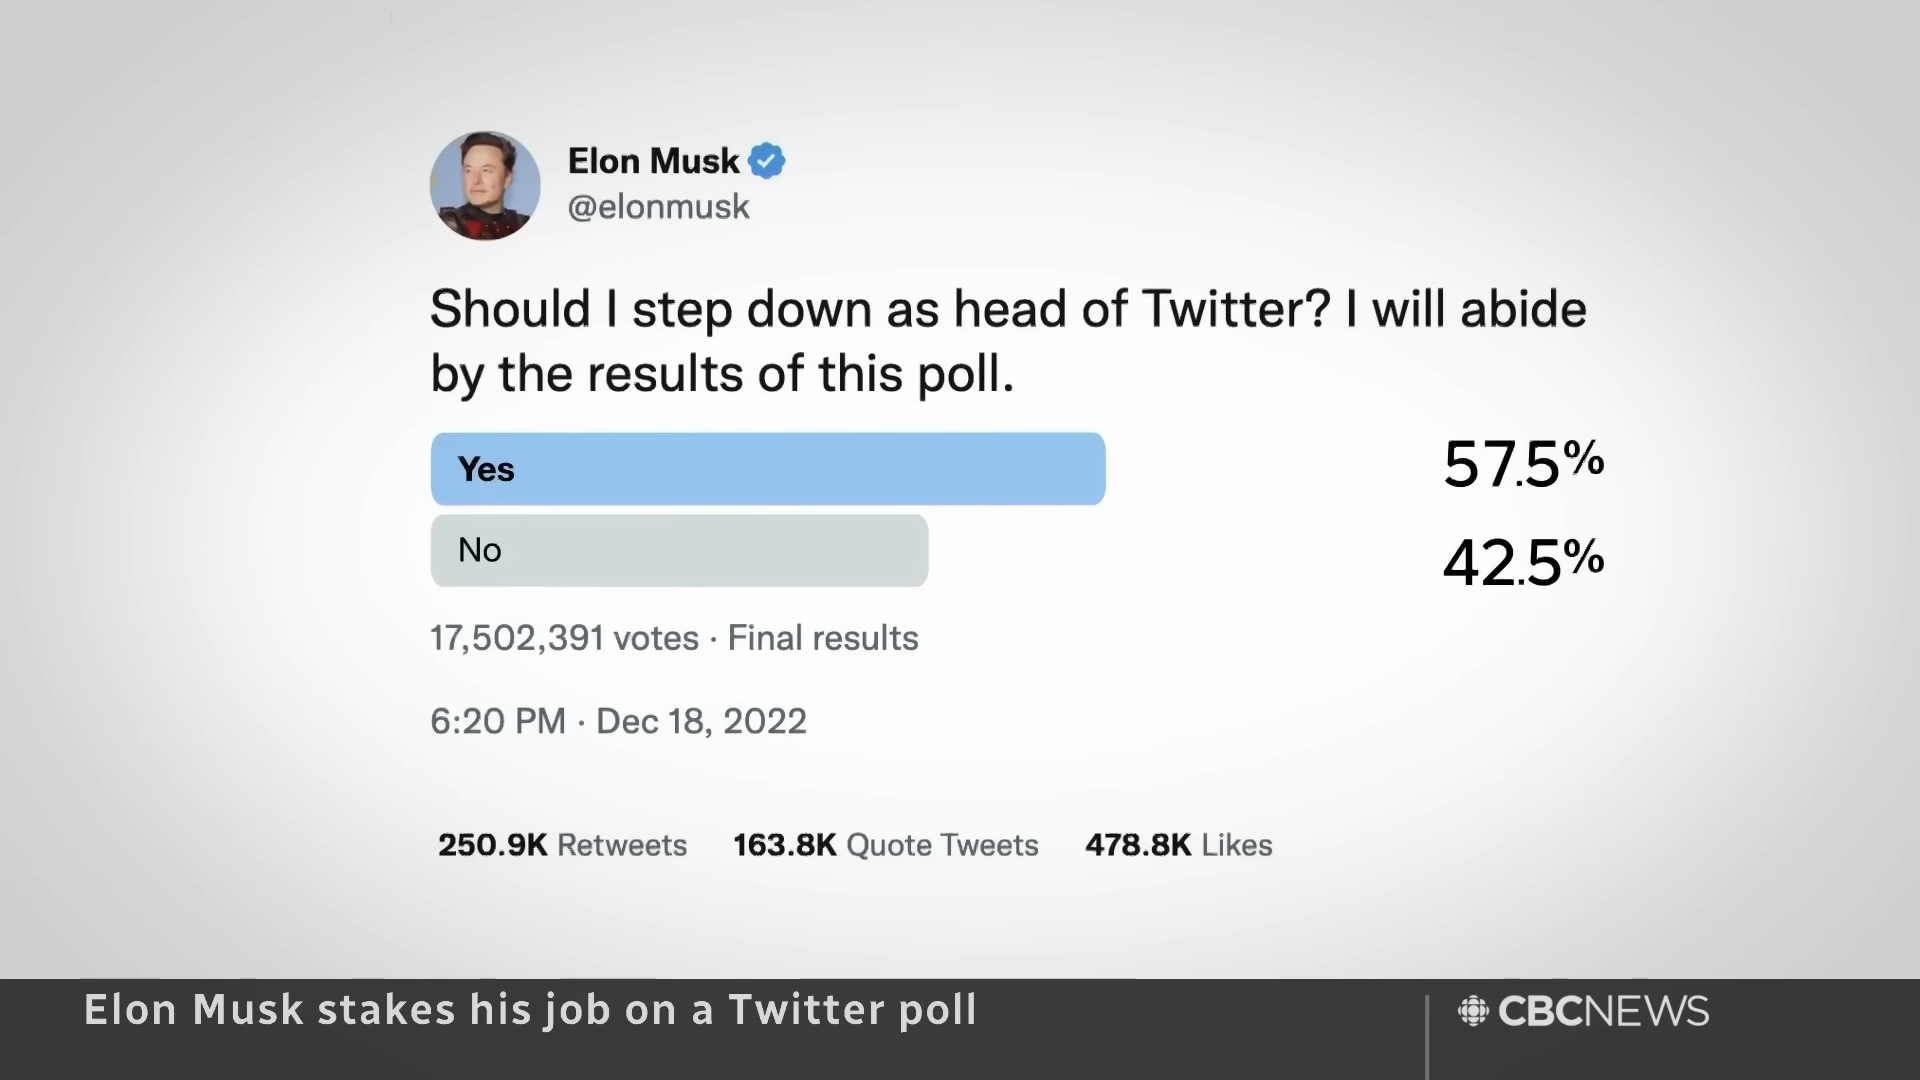 Elon Musk
@elonmusk
Should I step down as head of Twitter? I will abide
by the results of this poll.
Yes 57.5%
No 42.5%
17,502,391 votes · Final results
6:20 PM · Dec 18, 2022
250.9K Retweets 163.8K Quote Tweets 478.8K Likes
Elon Musk stakes his job on a Twitter poll
CBCNEWS